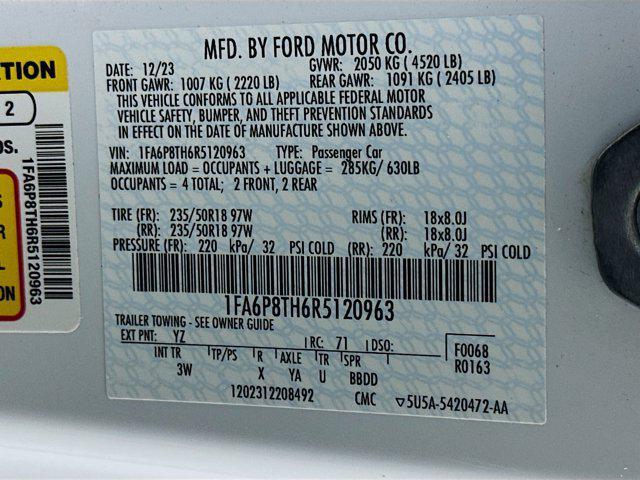 MFD. BY FORD MOTOR CO.
DATE: 12/23 GVWR: 2050 KG ( 4520 LB)
FRONT GAWR: 1007 KG ( 2220 LB) REAR GAWR: 1091 KG ( 2405 LB)
THIS VEHICLE CONFORMS TO ALL APPLICABLE FEDERAL MOTOR
VEHICLE SAFETY, BUMPER, AND THEFT PREVENTION STANDARDS
IN EFFECT ON THE DATE OF MANUFACTURE SHOWN ABOVE.
VIN: 1FA6P8TH6R5120963 TYPE: Passenger Car
MAXIMUM LOAD = OCCUPANTS + LUGGAGE = 285KG/ 630LB
OCCUPANTS = 4 TOTAL; 2 FRONT, 2 REAR
TIRE (FR): 235/50R18 97W RIMS (FR): 18x8.0J
(RR): 235/50R18 97W (RR): 18x8.0J
PRESSURE (FR): 220 kPa/ 32 PSI COLD (RR): 220 kPa/ 32 PSI COLD
1FA6P8TH6R5120963
TRAILER TOWING - SEE OWNER GUIDE
EXT PNT: YZ RC: 71 DSO: F0068
INT TR TP/PS R AXLE TR SPR R0163
3W X YA U BBDD
1202312208492 CMC ▽5U5A-5420472-AA
2
1FA6P8TH6R5120963